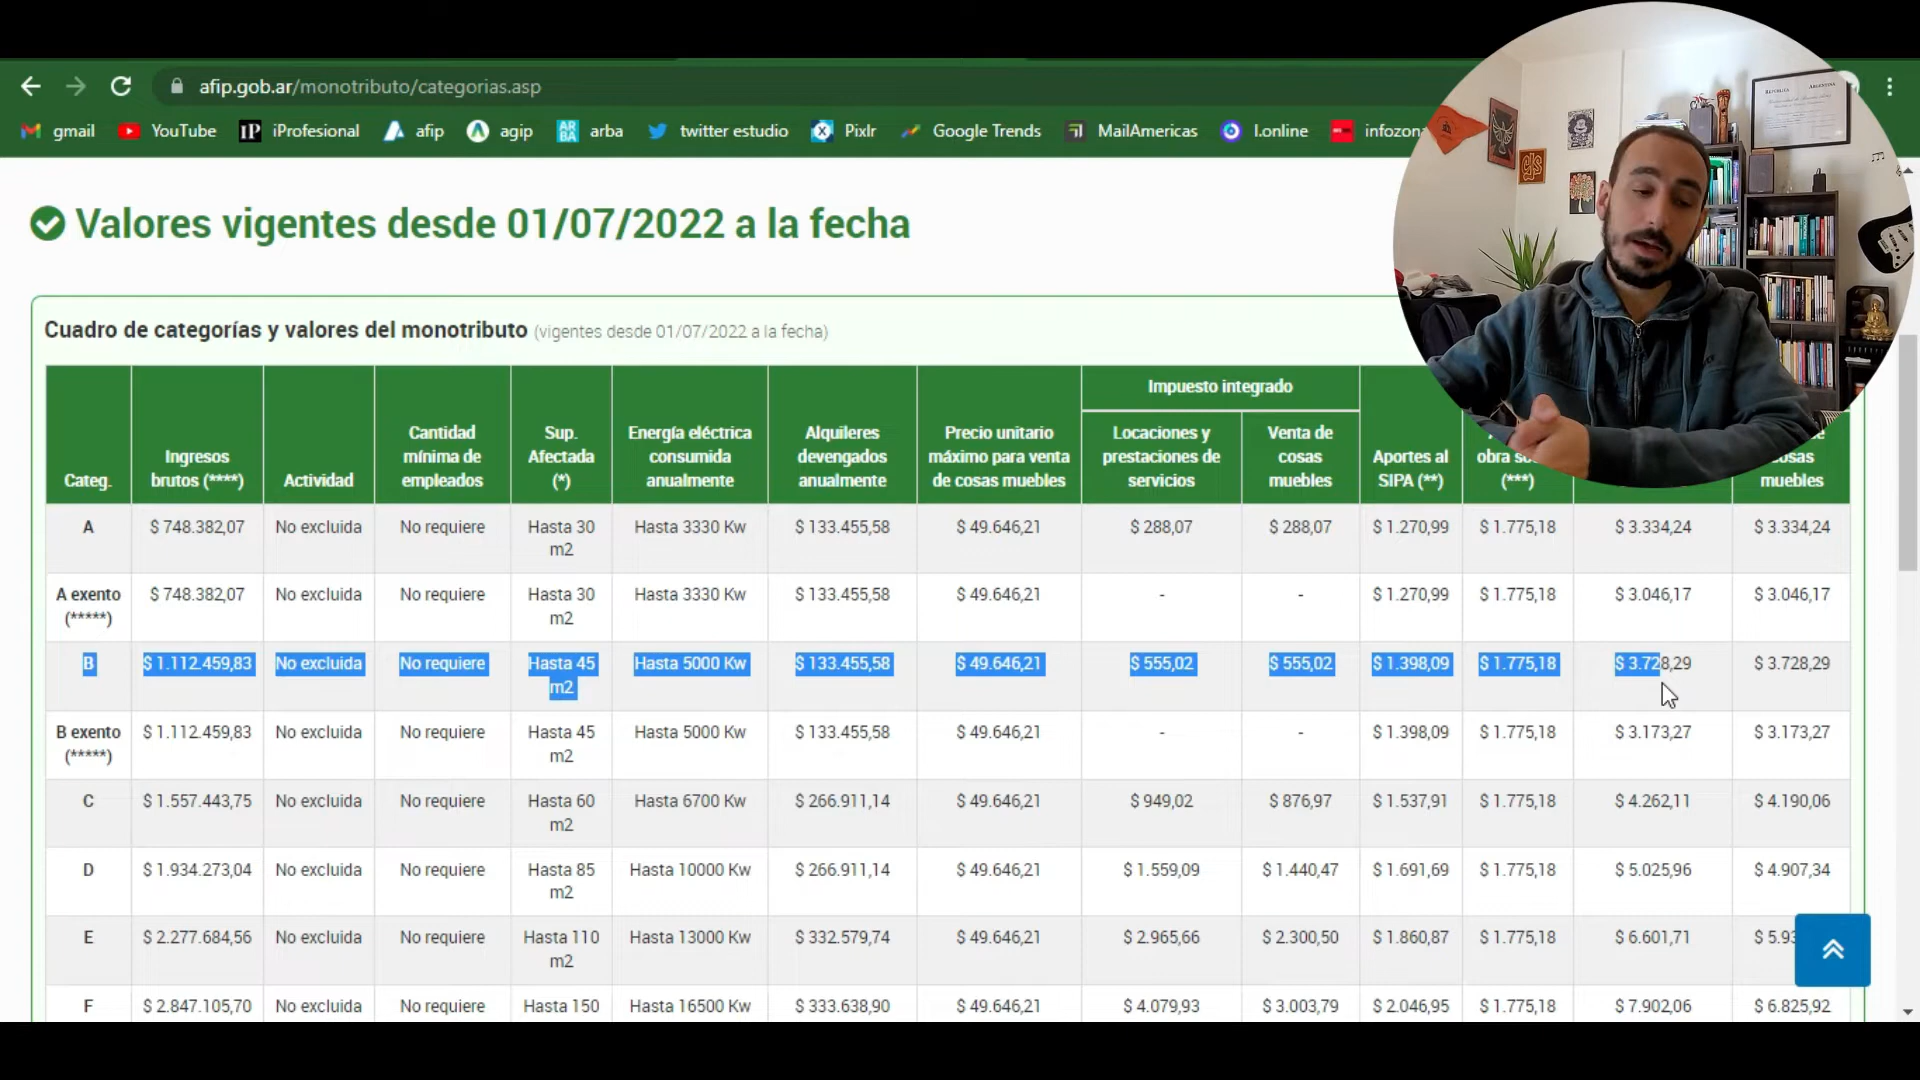 afip.gob.ar/monotributo/categorias.asp
gmail YouTube iProfesional afip agip arba twitter estudio Pixlr Google Trends MailAmericas I.online infozona
Valores vigentes desde 01/07/2022 a la fecha
Cuadro de categorías y valores del monotributo (vigentes desde 01/07/2022 a la fecha)
Impuesto integrado
Categ. Ingresos brutos (****) Actividad Cantidad mínima de empleados Sup. Afectada (*) Energía eléctrica consumida anualmente Alquileres devengados anualmente Precio unitario máximo para venta de cosas muebles Locaciones y prestaciones de servicios Venta de cosas muebles Aportes al SIPA (**) obra (***) muebles
A $ 748.382,07 No excluida No requiere Hasta 30 m2 Hasta 3330 Kw $ 133.455,58 $ 49.646,21 $ 288,07 $ 288,07 $ 1.270,99 $ 1.775,18 $ 3.334,24 $ 3.334,24
A exento (*****) $ 748.382,07 No excluida No requiere Hasta 30 m2 Hasta 3330 Kw $ 133.455,58 $ 49.646,21 - - $ 1.270,99 $ 1.775,18 $ 3.046,17 $ 3.046,17
B $ 1.112.459,83 No excluida No requiere Hasta 45 m2 Hasta 5000 Kw $ 133.455,58 $ 49.646,21 $ 555,02 $ 555,02 $ 1.398,09 $ 1.775,18 $ 3.728,29 $ 3.728,29
B exento (*****) $ 1.112.459,83 No excluida No requiere Hasta 45 m2 Hasta 5000 Kw $ 133.455,58 $ 49.646,21 - - $ 1.398,09 $ 1.775,18 $ 3.173,27 $ 3.173,27
C $ 1.557.443,75 No excluida No requiere Hasta 60 m2 Hasta 6700 Kw $ 266.911,14 $ 49.646,21 $ 949,02 $ 876,97 $ 1.537,91 $ 1.775,18 $ 4.262,11 $ 4.190,06
D $ 1.934.273,04 No excluida No requiere Hasta 85 m2 Hasta 10000 Kw $ 266.911,14 $ 49.646,21 $ 1.559,09 $ 1.440,47 $ 1.691,69 $ 1.775,18 $ 5.025,96 $ 4.907,34
E $ 2.277.684,56 No excluida No requiere Hasta 110 m2 Hasta 13000 Kw $ 332.579,74 $ 49.646,21 $ 2.965,66 $ 2.300,50 $ 1.860,87 $ 1.775,18 $ 6.601,71 $ 5.93
F $ 2.847.105,70 No excluida No requiere Hasta 150 Hasta 16500 Kw $ 333.638,90 $ 49.646,21 $ 4.079,93 $ 3.003,79 $ 2.046,95 $ 1.775,18 $ 7.902,06 $ 6.825,92